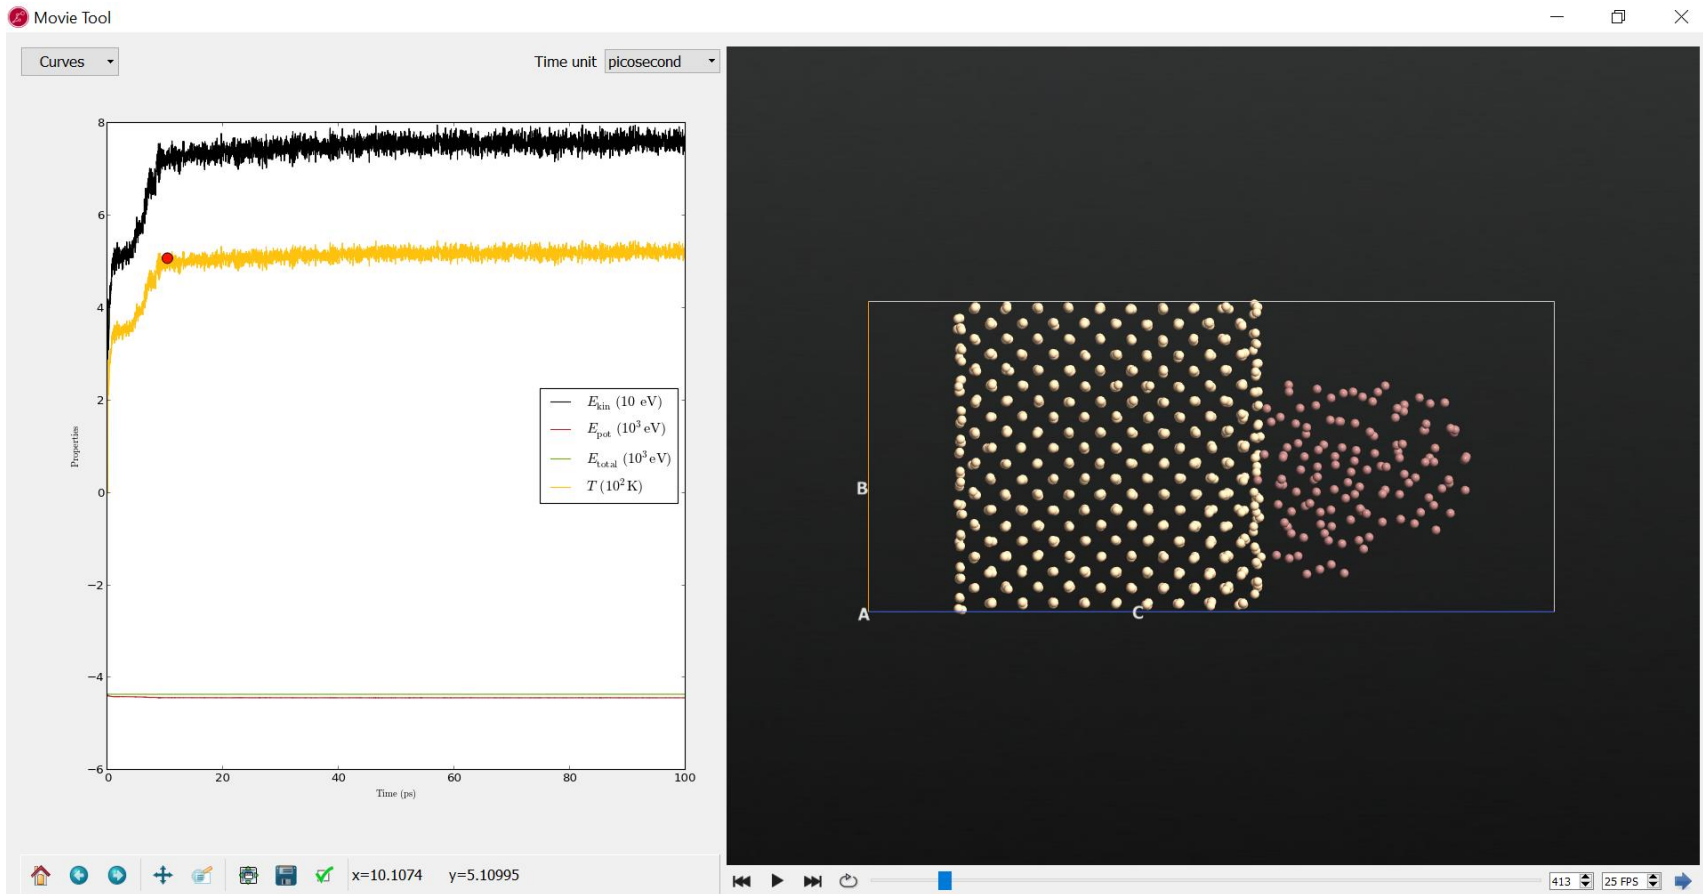 Movie Tool
Curves
Time unit picosecond
8
6
4
2
0
−2
−4
−6
0 20 40 60 80 100
Properties
Time (ps)
E_kin (10 eV)
E_pot (10³ eV)
E_total (10³ eV)
T (10² K)
B
A
C
x=10.1074 y=5.10995
413 25 FPS